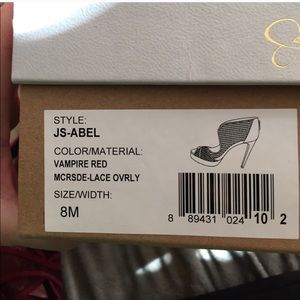 STYLE:
JS-ABEL
COLOR/MATERIAL:
VAMPIRE RED
MCRSDE-LACE OVRLY
SIZE/WIDTH:
8M
8 89431 024 10 2